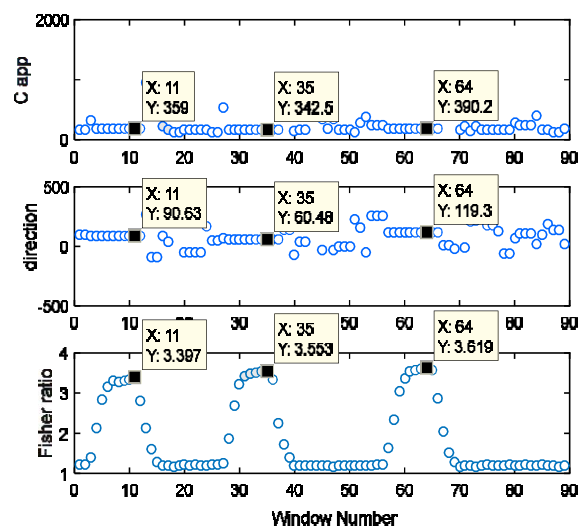 2000
C app
0
X: 11
Y: 359
X: 35
Y: 342.5
X: 64
Y: 390.2
0 10 20 30 40 50 60 70 80 90
500
direction
0
-500
X: 11
Y: 90.63
X: 35
Y: 60.48
X: 64
Y: 119.3
0 10 20 30 40 50 60 70 80 90
4
Fisher ratio
3
2
1
X: 11
Y: 3.397
X: 35
Y: 3.553
X: 64
Y: 3.619
0 10 20 30 40 50 60 70 80 90
Window Number